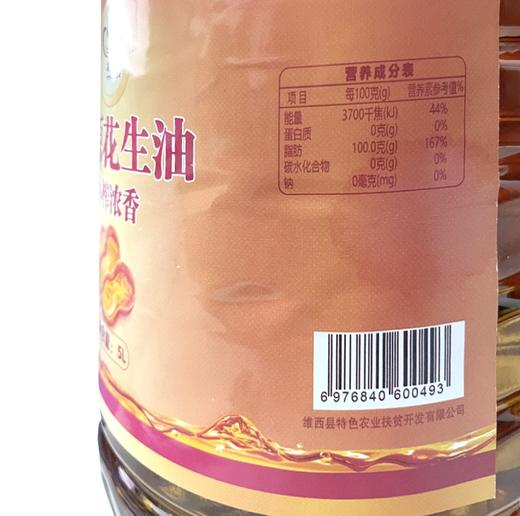 花生油
浓香
5L
营养成分表
项目 每100克(g) 营养素参考值%
能量 3700千焦(kJ) 44%
蛋白质 0克(g) 0%
脂肪 100.0克(g) 167%
碳水化合物 0克(g) 0%
钠 0毫克(mg) 0%
6 976840 600493
维西县特色农业扶贫开发有限公司